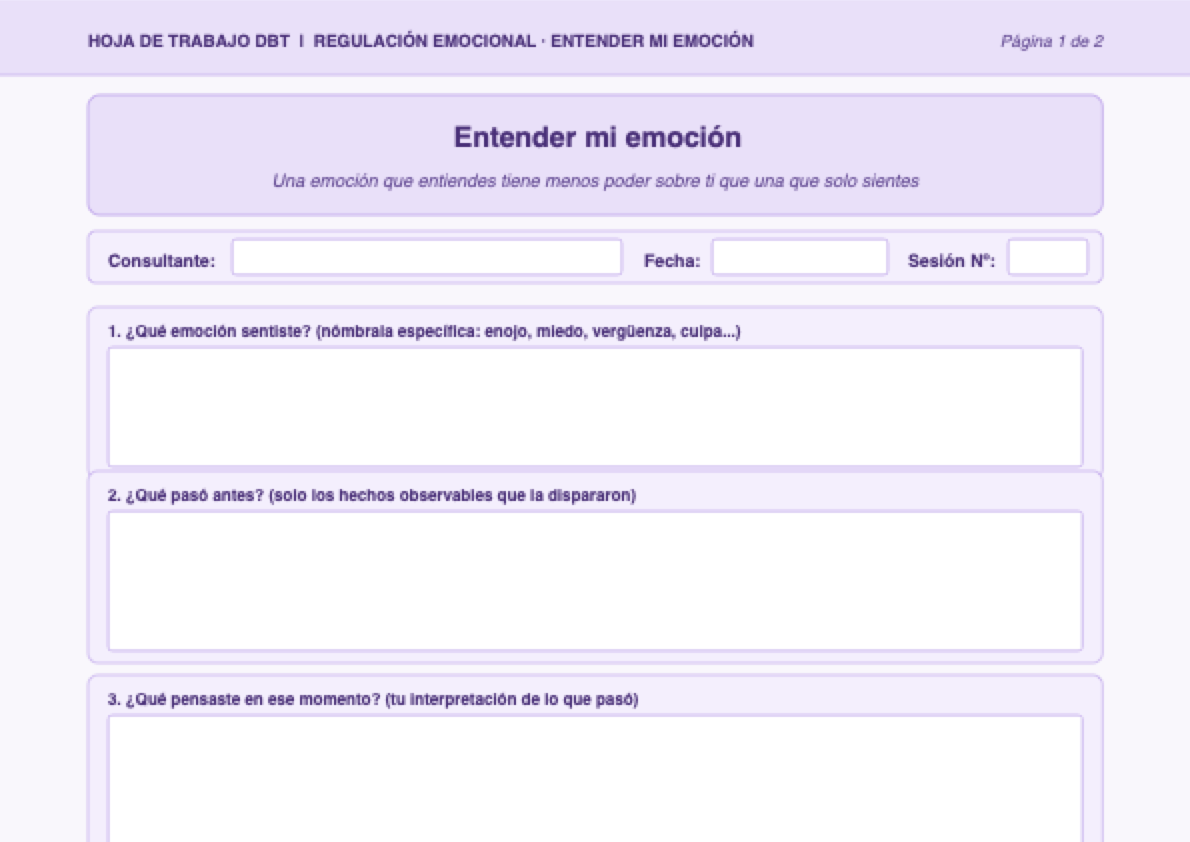 HOJA DE TRABAJO DBT | REGULACIÓN EMOCIONAL · ENTENDER MI EMOCIÓN
Página 1 de 2
Entender mi emoción
Una emoción que entiendes tiene menos poder sobre ti que una que solo sientes
Consultante: Fecha: Sesión Nº:
1. ¿Qué emoción sentiste? (nómbrala específica: enojo, miedo, vergüenza, culpa...)
2. ¿Qué pasó antes? (solo los hechos observables que la dispararon)
3. ¿Qué pensaste en ese momento? (tu interpretación de lo que pasó)